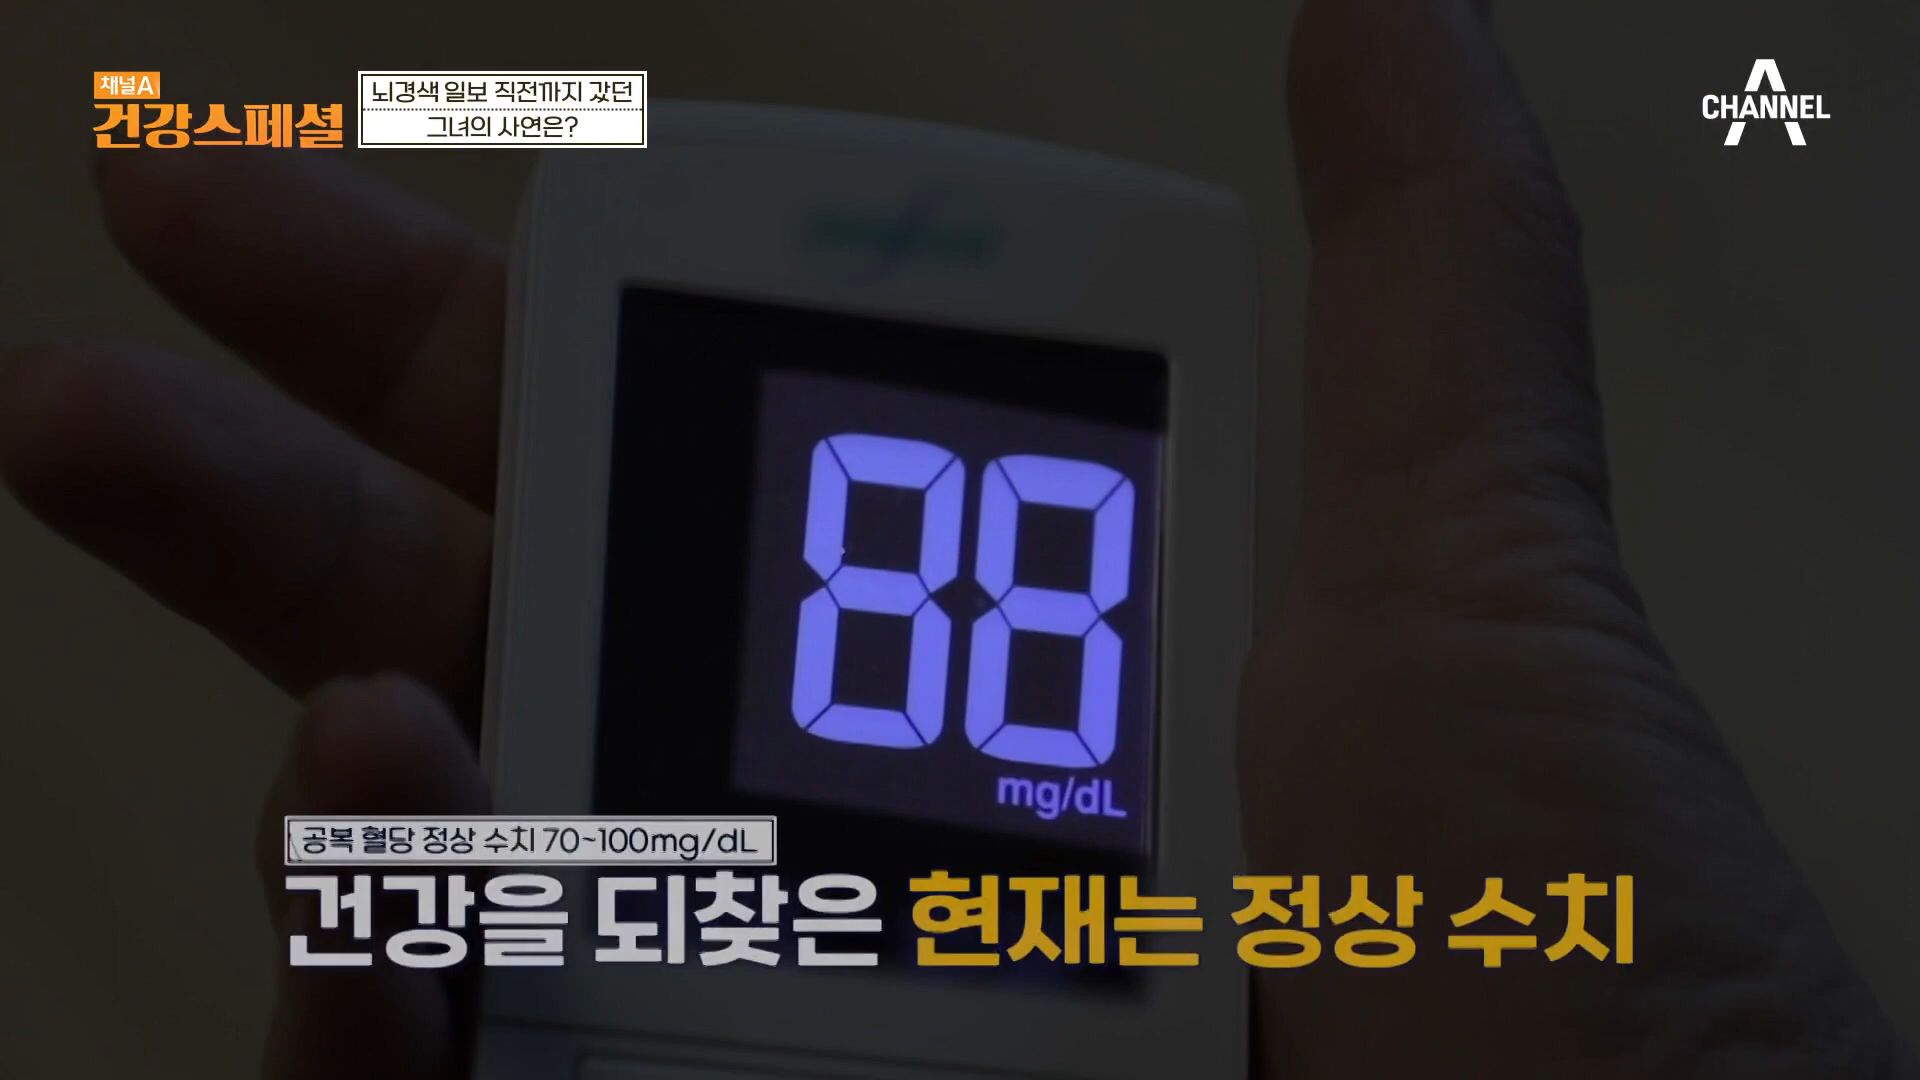 채널A
건강스페셜
뇌경색 일보 직전까지 갔던
그녀의 사연은?
CHANNEL A
88
mg/dL
공복 혈당 정상 수치 70~100mg/dL
건강을 되찾은 현재는 정상 수치